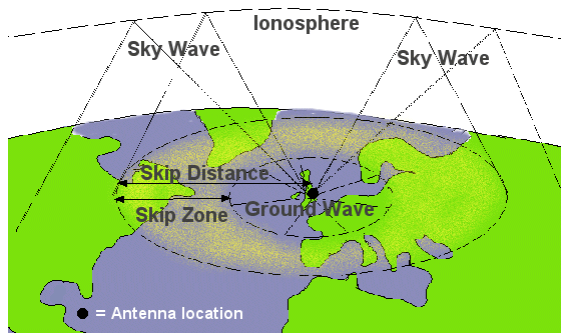 Ionosphere
Sky Wave
Sky Wave
Skip Distance
Skip Zone
Ground Wave
= Antenna location